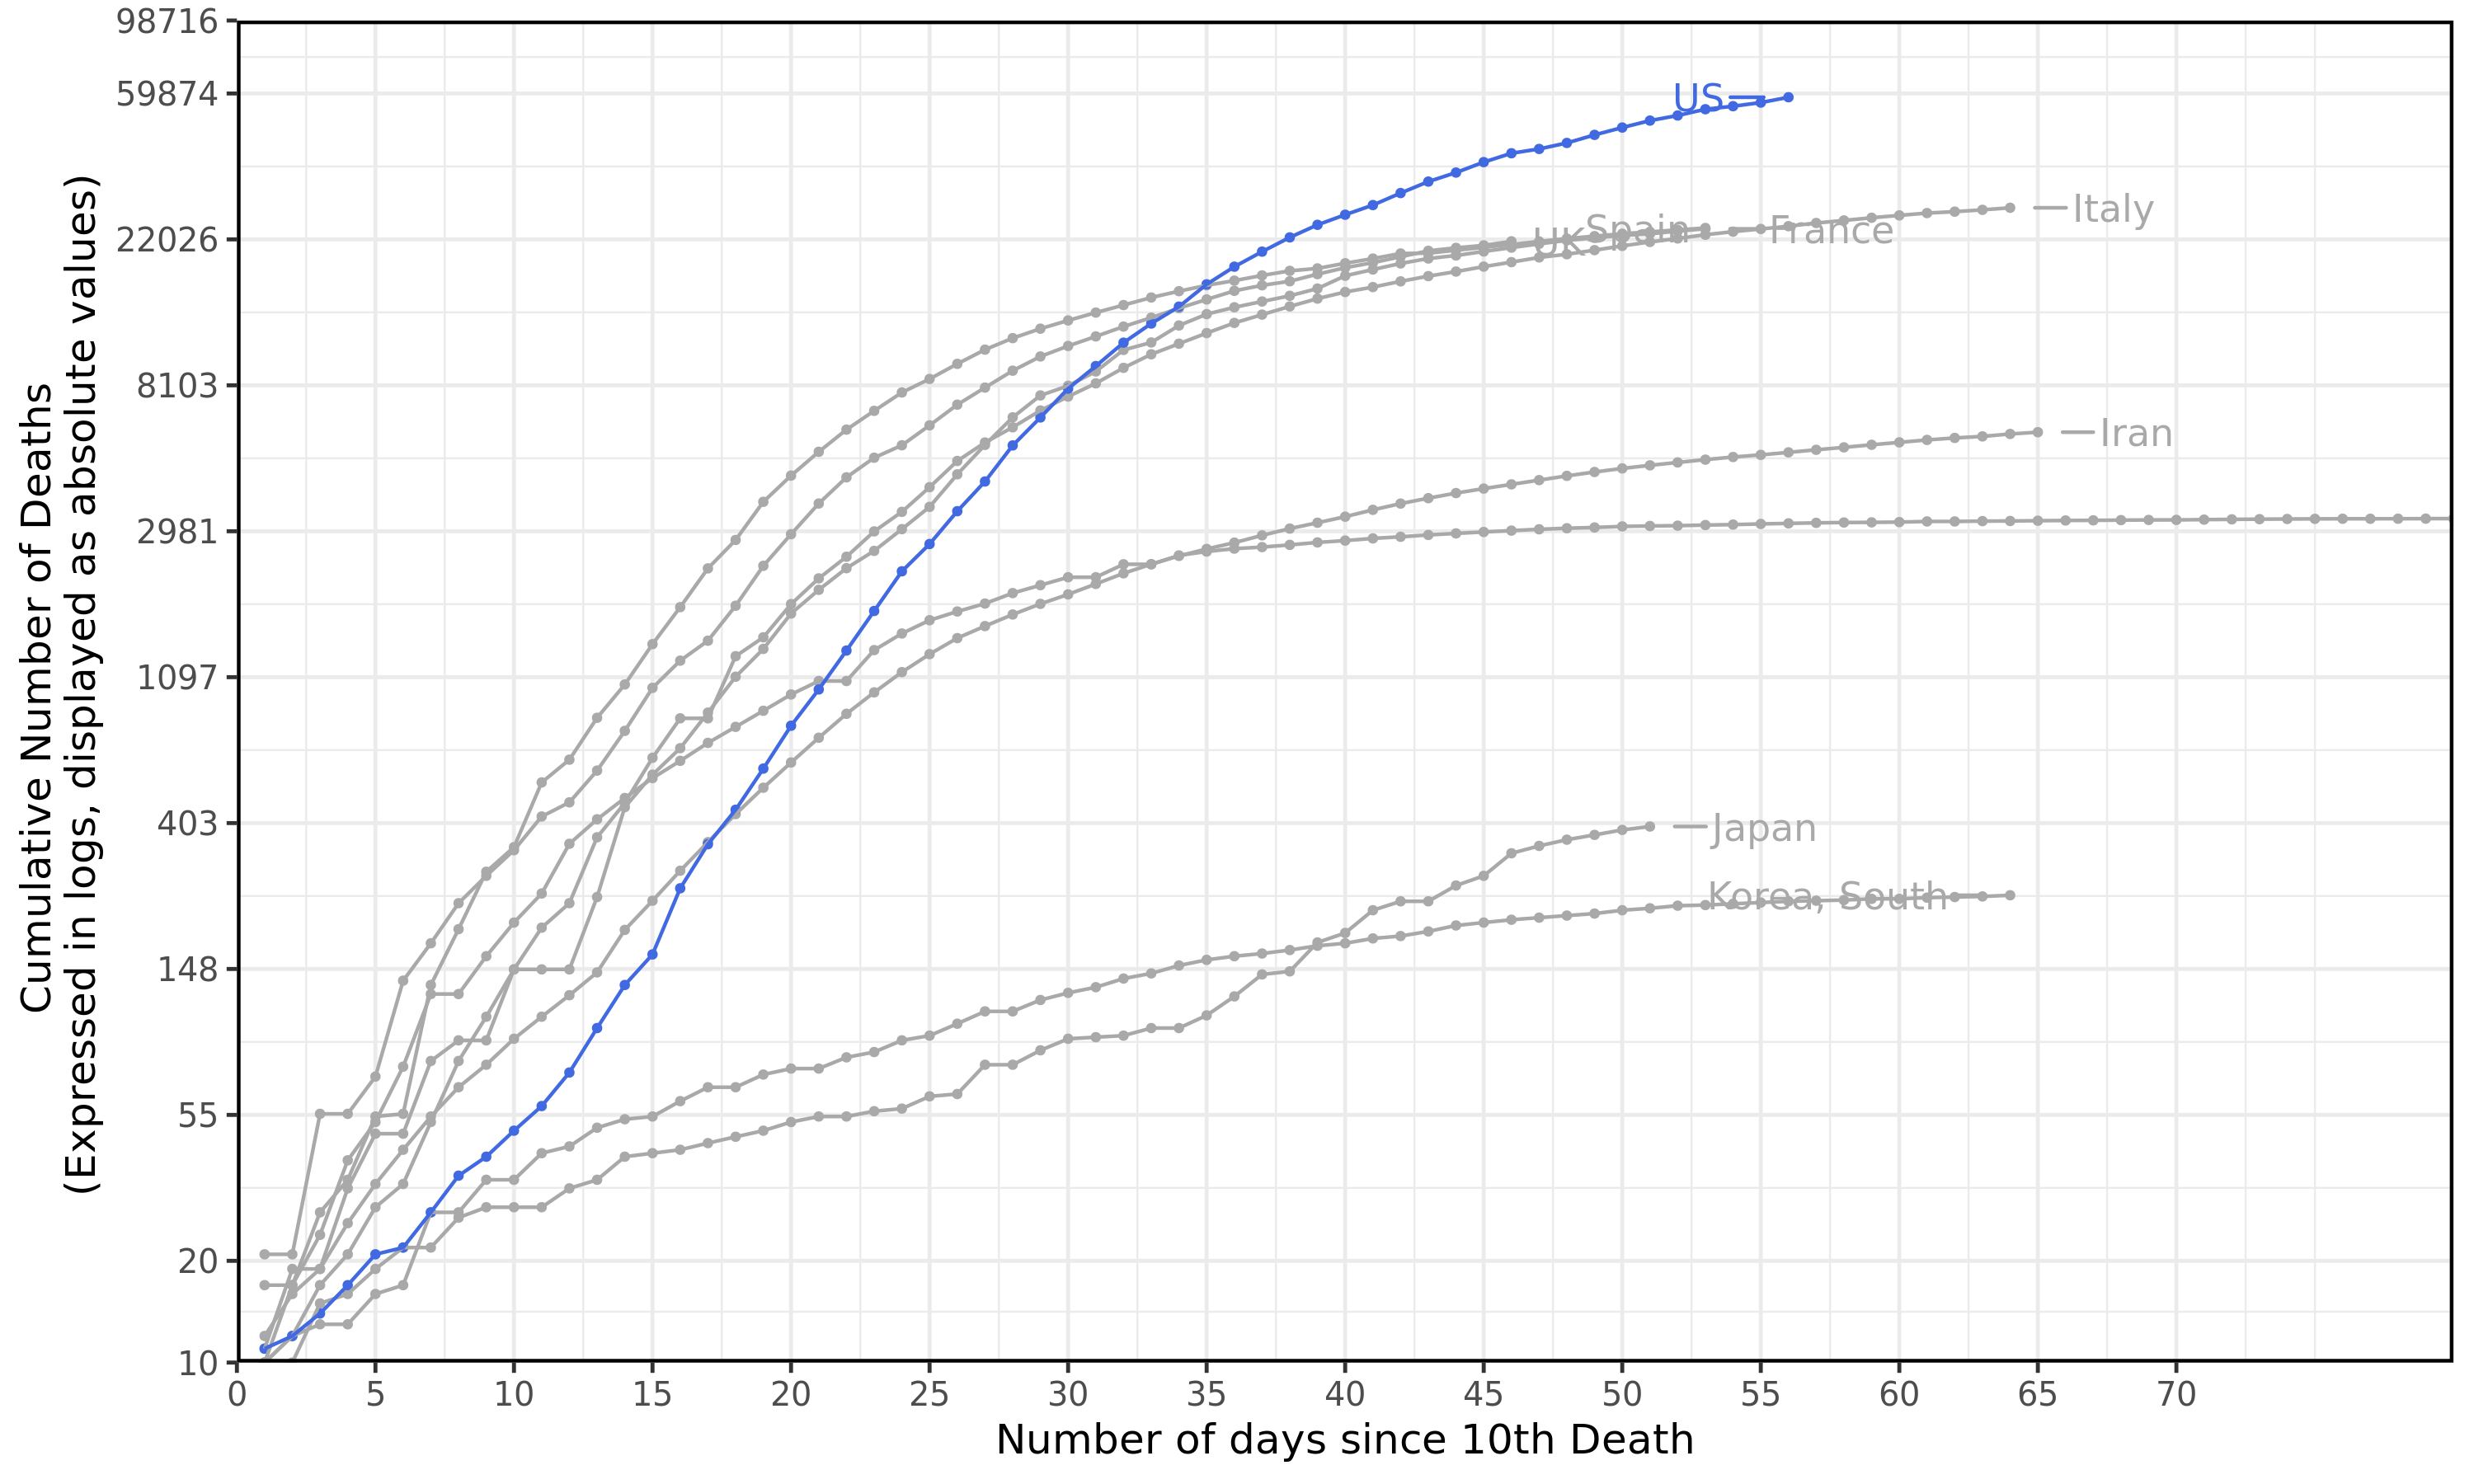 Cumulative Number of Deaths
(Expressed in logs, displayed as absolute values)
98716
59874
22026
8103
2981
1097
403
148
55
20
10
US
Italy
Spain
France
UK
Iran
Japan
Korea, South
0 5 10 15 20 25 30 35 40 45 50 55 60 65 70
Number of days since 10th Death